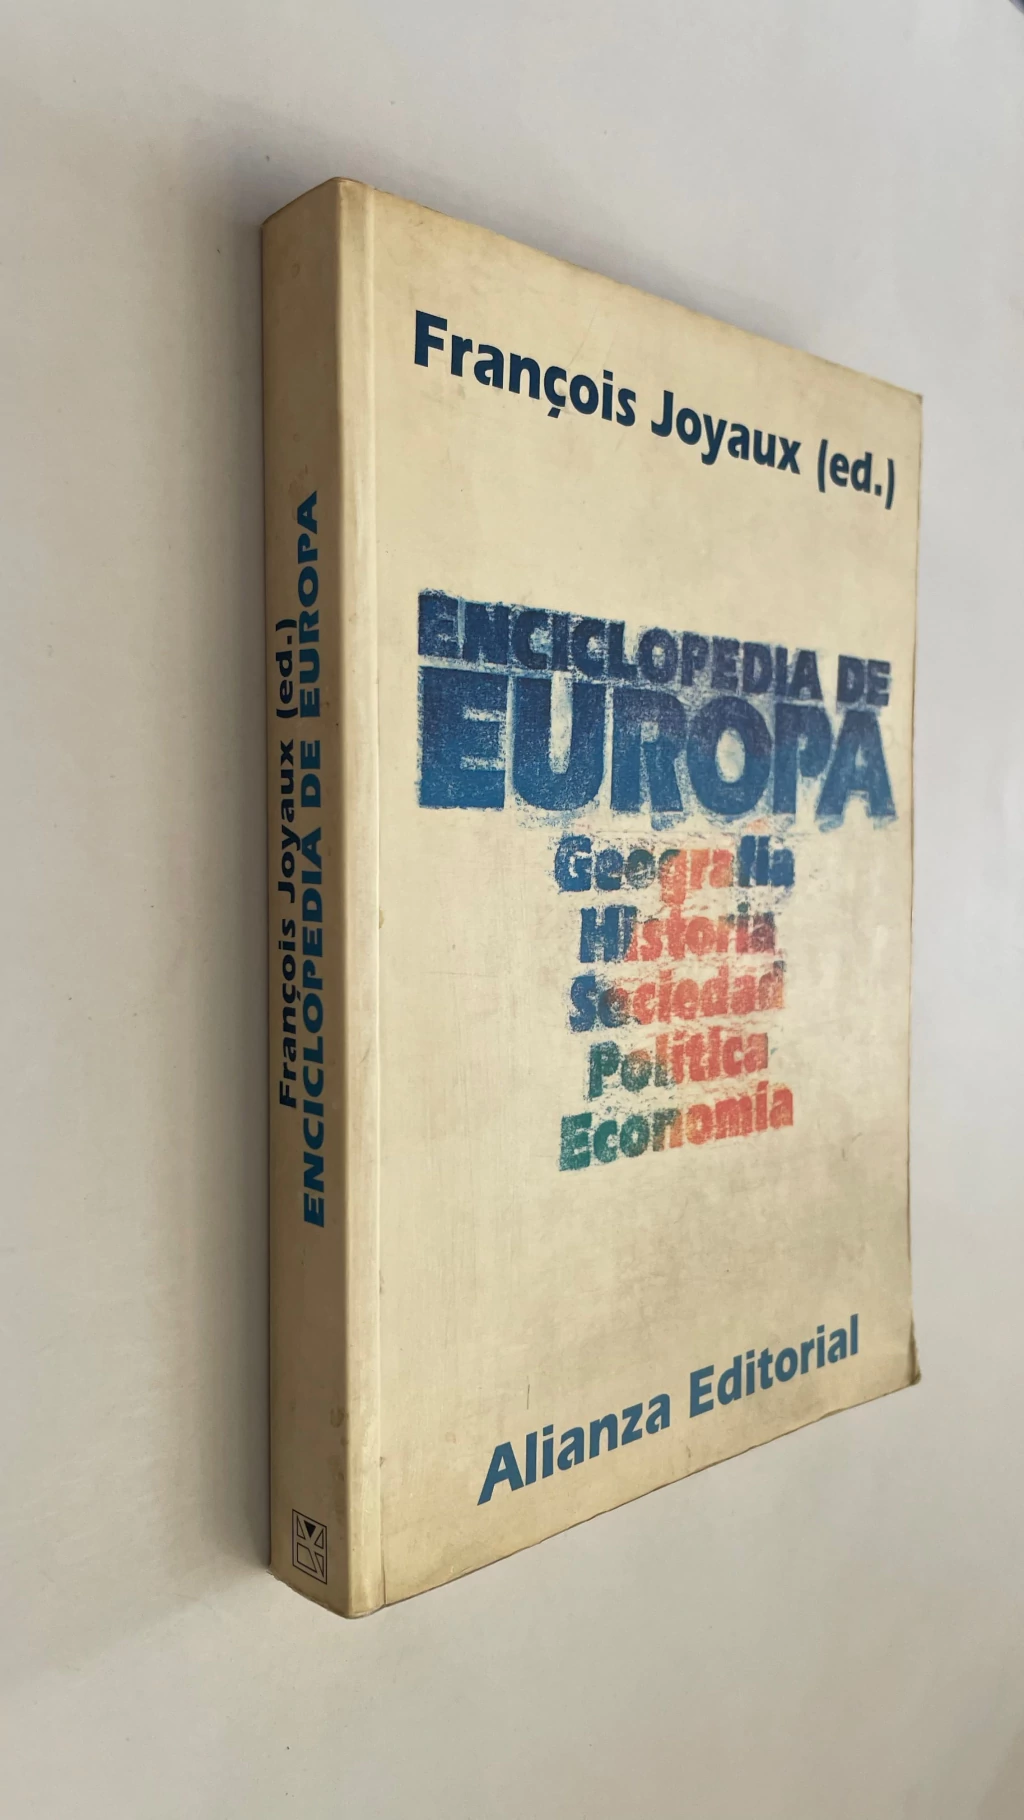 François Joyaux (ed.)
ENCICLOPEDIA DE EUROPA
François Joyaux (ed.)
ENCICLOPEDIA DE
EUROPA
Geografía
Historia
Sociedad
Política
Economía
Alianza Editorial